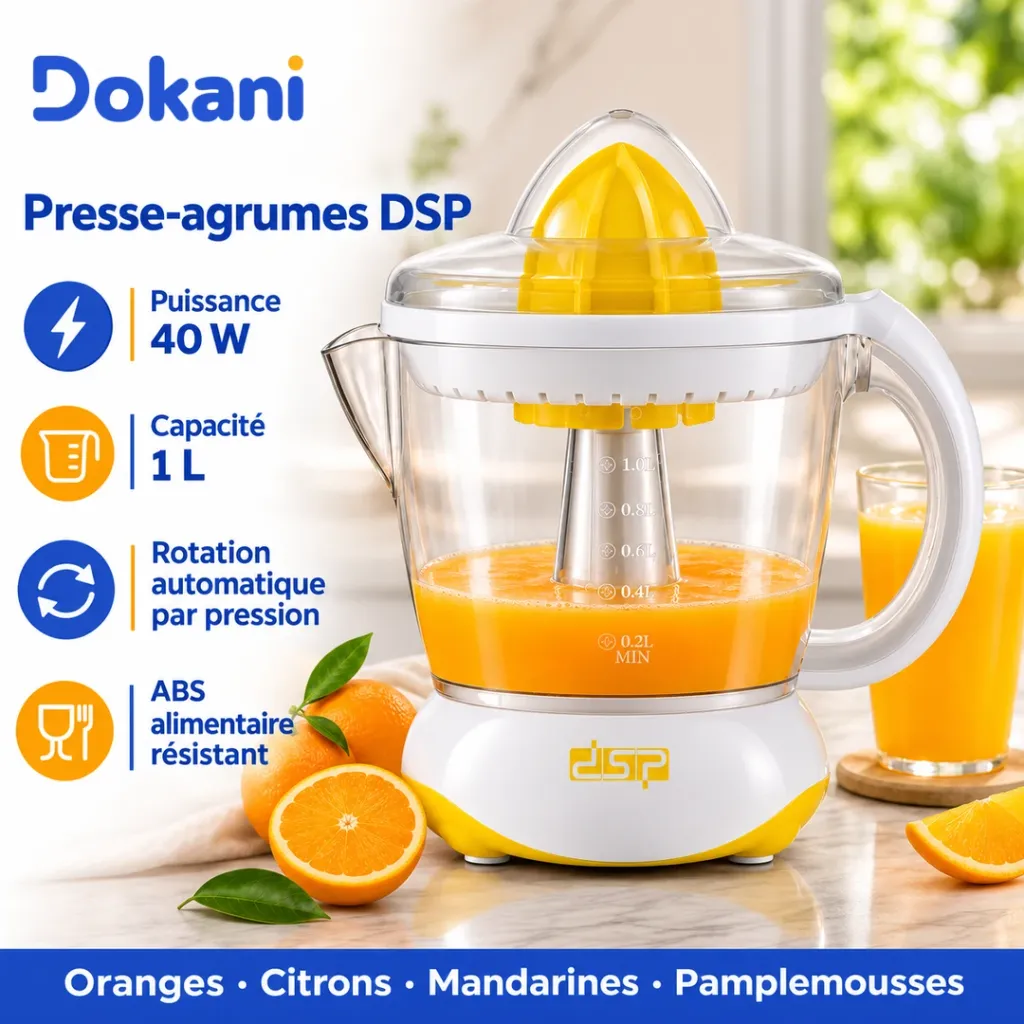 Dokani
Presse-agrumes DSP
Puissance
40 W
Capacité
1 L
Rotation
automatique
par pression
ABS
alimentaire
résistant
1.0L
0.8L
0.6L
0.4L
0.2L
MIN
dsp
Oranges · Citrons · Mandarines · Pamplemousses